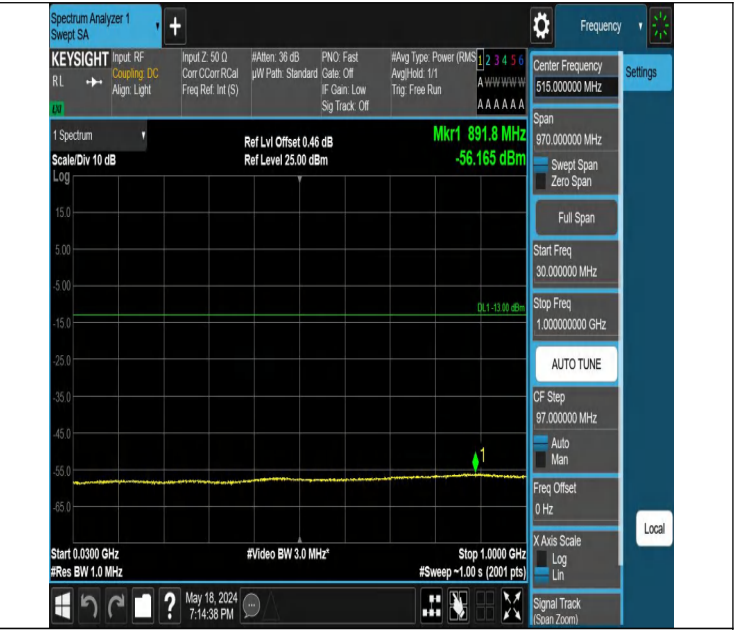 Spectrum Analyzer 1
Swept SA
+
Frequency
KEYSIGHT
RL
Input: RF
Coupling: DC
Align: Light
Input Z: 50 Ω
Corr CCorr RCal
Freq Ref: Int (S)
#Atten: 36 dB
µW Path: Standard
PNO: Fast
Gate: Off
IF Gain: Low
Sig Track: Off
#Avg Type: Power (RMS
Avg|Hold: 1/1
Trig: Free Run
1 2 3 4 5 6
A W W W W W
A A A A A A
1 Spectrum
Scale/Div 10 dB
Ref Lvl Offset 0.46 dB
Ref Level 25.00 dBm
Mkr1 891.8 MHz
-56.165 dBm
Log
15.0
5.00
-5.00
-15.0
-25.0
-35.0
-45.0
-55.0
-65.0
DL1 -13.00 dBm
1
Start 0.0300 GHz
#Res BW 1.0 MHz
#Video BW 3.0 MHz*
Stop 1.0000 GHz
#Sweep ~1.00 s (2001 pts)
Center Frequency
515.000000 MHz
Settings
Span
970.000000 MHz
Swept Span
Zero Span
Full Span
Start Freq
30.000000 MHz
Stop Freq
1.000000000 GHz
AUTO TUNE
CF Step
97.000000 MHz
Auto
Man
Freq Offset
0 Hz
X Axis Scale
Log
Lin
Local
Signal Track
(Span Zoom)
?
May 18, 2024
7:14:38 PM